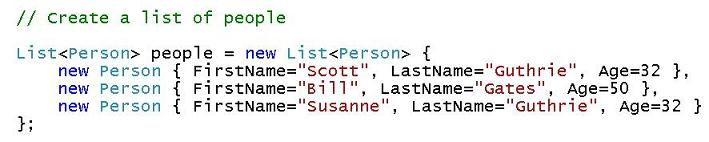 // Create a list of people
List<Person> people = new List<Person> {
new Person { FirstName="Scott", LastName="Guthrie", Age=32 },
new Person { FirstName="Bill", LastName="Gates", Age=50 },
new Person { FirstName="Susanne", LastName="Guthrie", Age=32 }
};